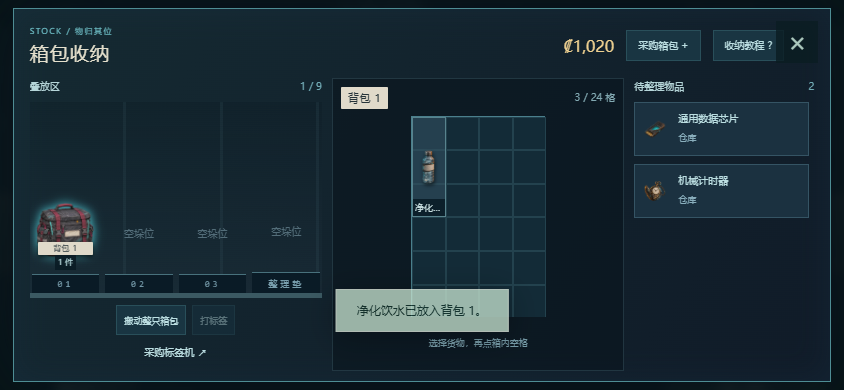 STOCK / 物归其位
箱包收纳
₡1,020
采购箱包 +
收纳教程 ?
×
叠放区
1 / 9
背包 1
1 件
空垛位
空垛位
空垛位
01
02
03
整理垫
搬动整只箱包
打标签
采购标签机 ↗
背包 1
3 / 24 格
净化...
净化饮水已放入背包 1。
选择货物，再点箱内空格
待整理物品
2
通用数据芯片
仓库
机械计时器
仓库